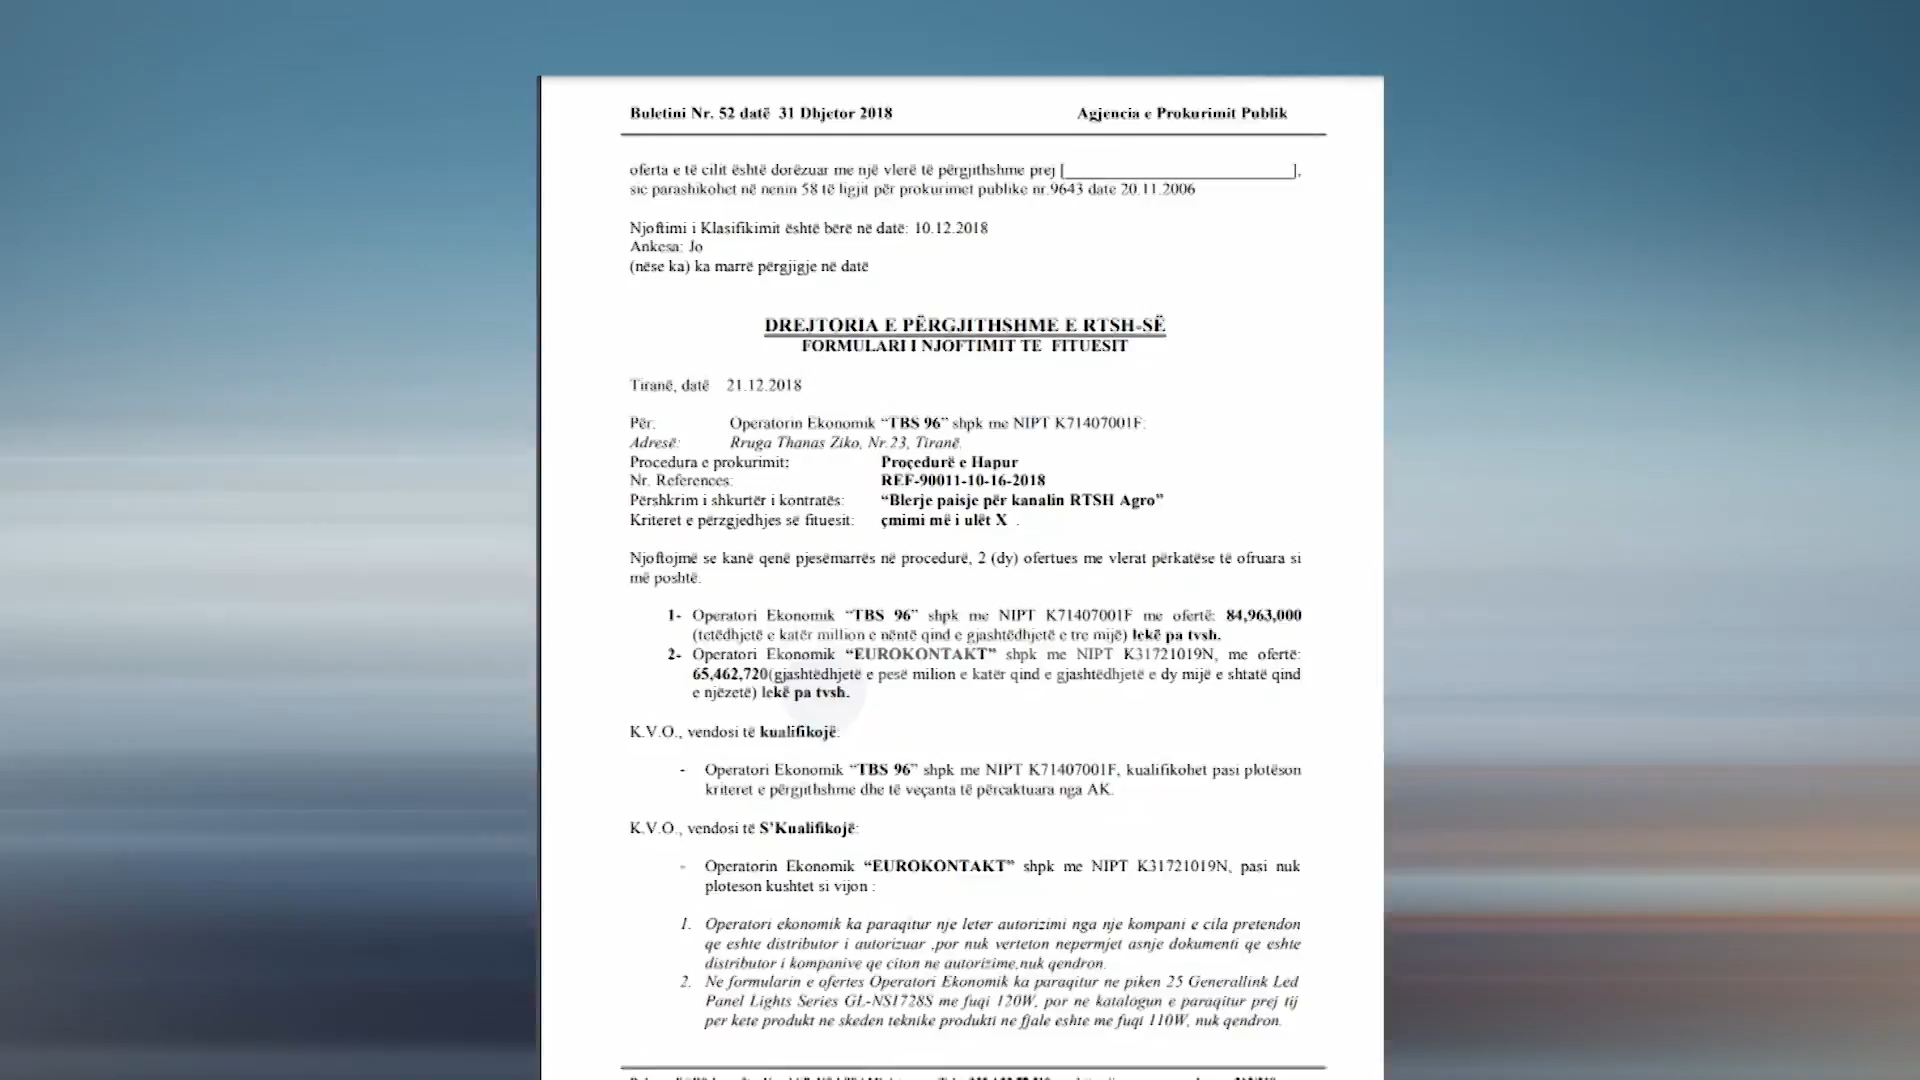 Buletini Nr. 52 datë 31 Dhjetor 2018 Agjencia e Prokurimit Publik
oferta e të cilit është dorëzuar me një vlerë të përgjithshme prej [____________________________],
sic parashikohet në nenin 58 të ligjit për prokurimet publike nr.9643 date 20.11.2006
Njoftimi i Klasifikimit është bërë në datë: 10.12.2018
Ankesa: Jo
(nëse ka) ka marrë përgjigje në datë
DREJTORIA E PËRGJITHSHME E RTSH-SË
FORMULARI I NJOFTIMIT TE FITUESIT
Tiranë, datë 21.12.2018
Për: Operatorin Ekonomik “TBS 96” shpk me NIPT K71407001F.
Adresë: Rruga Thanas Ziko, Nr.23, Tiranë.
Procedura e prokurimit: Proçedurë e Hapur
Nr. References: REF-90011-10-16-2018
Përshkrim i shkurtër i kontratës: “Blerje paisje për kanalin RTSH Agro”
Kriteret e përzgjedhjes së fituesit: çmimi më i ulët X .
Njoftojmë se kanë qenë pjesëmarrës në procedurë, 2 (dy) ofertues me vlerat përkatëse të ofruara si
më poshtë.
1- Operatori Ekonomik “TBS 96” shpk me NIPT K71407001F me ofertë: 84,963,000
(tetëdhjetë e katër million e nëntë qind e gjashtëdhjetë e tre mijë) lekë pa tvsh.
2- Operatori Ekonomik “EUROKONTAKT” shpk me NIPT K31721019N, me ofertë:
65,462,720(gjashtëdhjetë e pesë milion e katër qind e gjashtëdhjetë e dy mijë e shtatë qind
e njëzetë) lekë pa tvsh.
K.V.O., vendosi të kualifikojë:
- Operatori Ekonomik “TBS 96” shpk me NIPT K71407001F, kualifikohet pasi plotëson
kriteret e përgjithshme dhe të veçanta të përcaktuara nga AK.
K.V.O., vendosi të S’Kualifikojë:
- Operatorin Ekonomik “EUROKONTAKT” shpk me NIPT K31721019N, pasi nuk
ploteson kushtet si vijon :
1. Operatori ekonomik ka paraqitur nje leter autorizimi nga nje kompani e cila pretendon
qe eshte distributor i autorizuar ,por nuk verteton nepermjet asnje dokumenti qe eshte
distributor i kompanive qe citon ne autorizime,nuk qendron.
2. Ne formularin e ofertes Operatori Ekonomik ka paraqitur ne piken 25 Generallink Led
Panel Lights Series GL-NS1728S me fuqi 120W, por ne katalogun e paraqitur prej tij
per kete produkt ne skeden teknike produkti ne fjale eshte me fuqi 110W, nuk qendron.